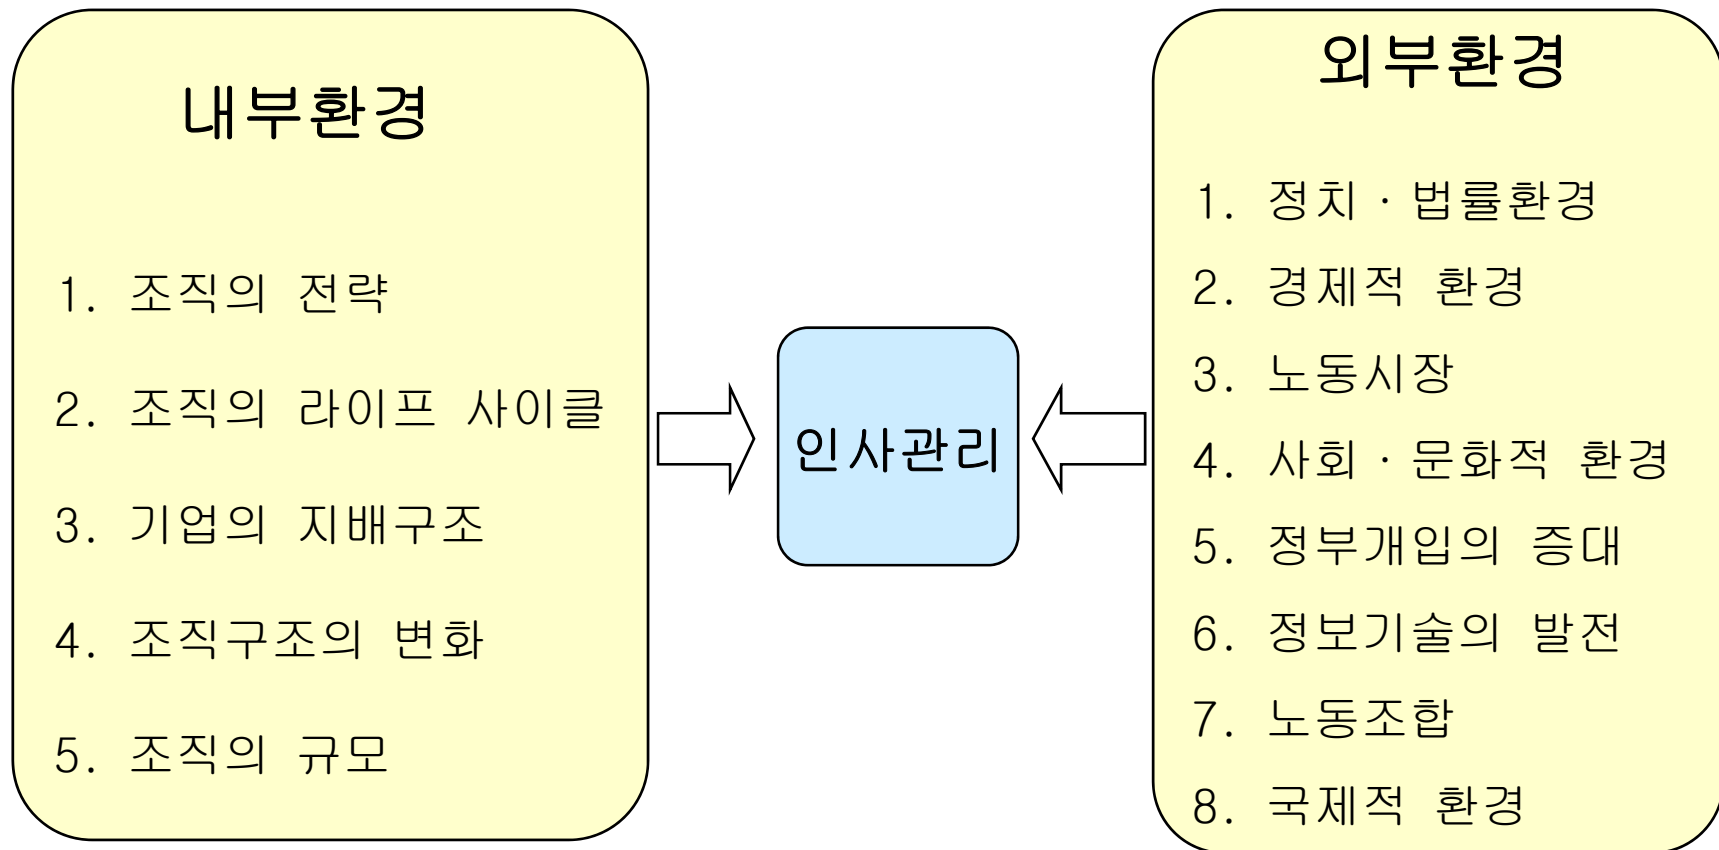 내부환경
1. 조직의 전략
2. 조직의 라이프 사이클
3. 기업의 지배구조
4. 조직구조의 변화
5. 조직의 규모
인사관리
외부환경
1. 정치 · 법률환경
2. 경제적 환경
3. 노동시장
4. 사회 · 문화적 환경
5. 정부개입의 증대
6. 정보기술의 발전
7. 노동조합
8. 국제적 환경